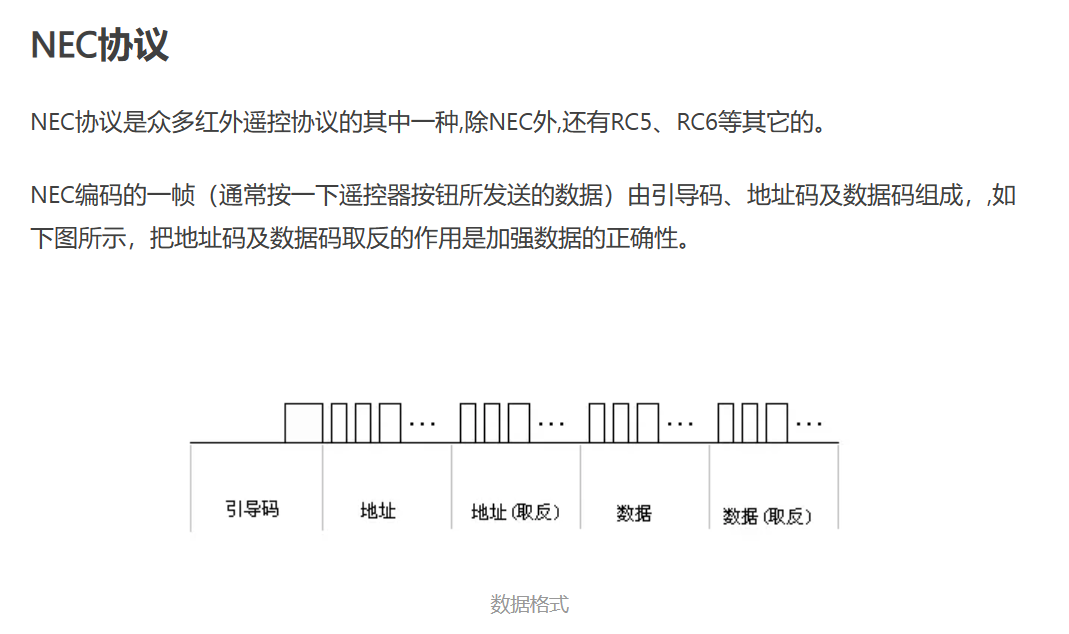 NEC协议
NEC协议是众多红外遥控协议的其中一种,除NEC外,还有RC5、RC6等其它的。
NEC编码的一帧（通常按一下遥控器按钮所发送的数据）由引导码、地址码及数据码组成，,如
下图所示，把地址码及数据码取反的作用是加强数据的正确性。
引导码
地址
地址(取反)
数据
数据(取反)
数据格式